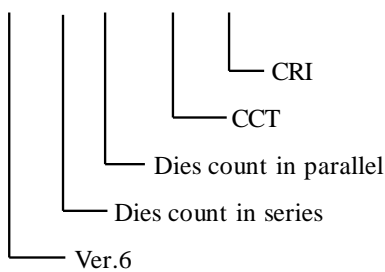 CRI
CCT
Dies count in parallel
Dies count in series
Ver.6